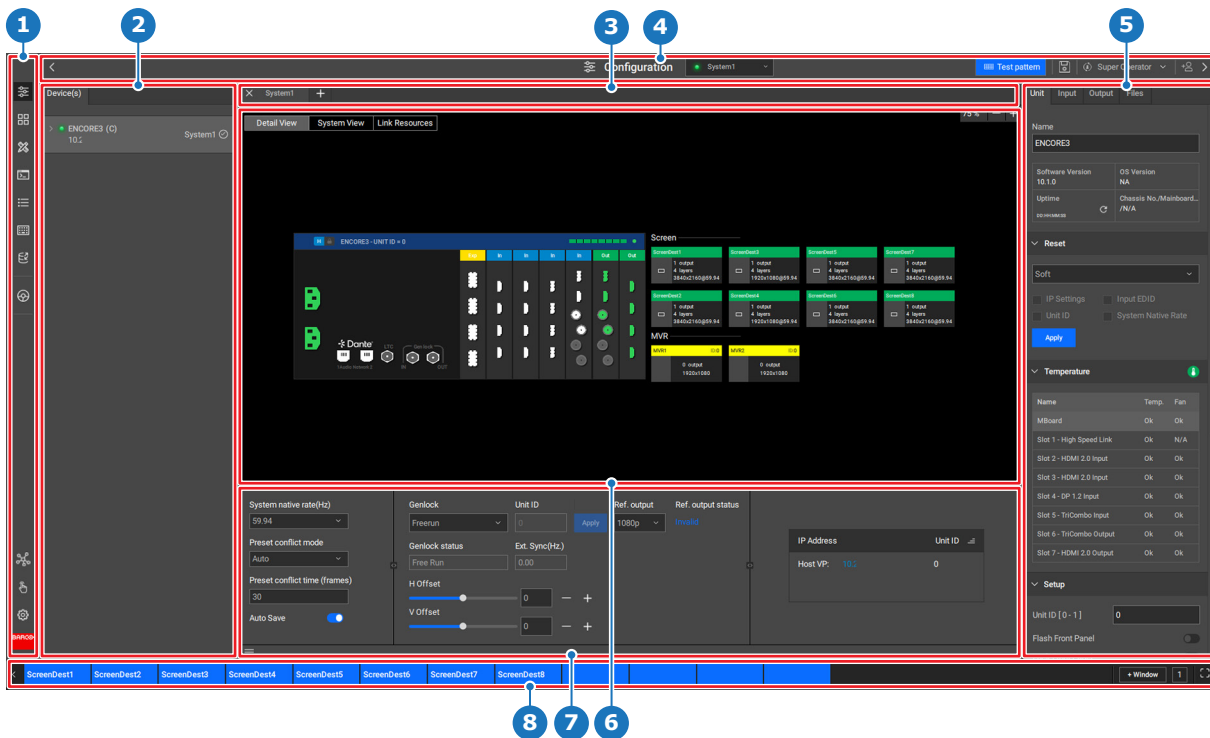 1
2
3
4
5
Configuration
System1
Test pattern
Super Operator
Device(s)
ENCORE3 (C)
System1
System1
+
Detail View
System View
Link Resources
75 %
ENCORE3 - UNIT ID = 0
Exp
In
In
In
In
Out
Out
Dante
LTC
Gen lock
IN
OUT
Screen
ScreenDest1
1 output
4 layers
3840x2160@59.94
ScreenDest3
1 output
4 layers
1920x1080@59.94
ScreenDest5
1 output
4 layers
3840x2160@59.94
ScreenDest7
1 output
4 layers
3840x2160@59.94
ScreenDest2
1 output
4 layers
3840x2160@59.94
ScreenDest4
1 output
4 layers
1920x1080@59.94
ScreenDest6
1 output
4 layers
3840x2160@59.94
ScreenDest8
1 output
4 layers
3840x2160@59.94
MVR
MVR1
ID:0
0 output
1920x1080
MVR2
ID:0
0 output
1920x1080
Unit
Input
Output
Files
Name
ENCORE3
Software Version
10.1.0
OS Version
NA
Uptime
DD:HH:MM:SS
Chassis No./Mainboard...
/N/A
Reset
Soft
IP Settings
Input EDID
Unit ID
System Native Rate
Apply
Temperature
Name Temp. Fan
MBoard Ok Ok
Slot 1 - High Speed Link Ok N/A
Slot 2 - HDMI 2.0 Input Ok Ok
Slot 3 - HDMI 2.0 Input Ok Ok
Slot 4 - DP 1.2 Input Ok Ok
Slot 5 - TriCombo Input Ok Ok
Slot 6 - TriCombo Output Ok Ok
Slot 7 - HDMI 2.0 Output Ok Ok
Setup
Unit ID [ 0 - 1 ] 0
Flash Front Panel
System native rate(Hz)
59.94
Preset conflict mode
Auto
Preset conflict time (frames)
30
Auto Save
Genlock
Freerun
Unit ID
0
Apply
Ref. output
1080p
Ref. output status
Invalid
Genlock status
Free Run
Ext. Sync(Hz.)
0.00
H Offset
0
V Offset
0
IP Address Unit ID
Host VP: 0
BARCO
ScreenDest1
ScreenDest2
ScreenDest3
ScreenDest4
ScreenDest5
ScreenDest6
ScreenDest7
ScreenDest8
+ Window
1
8
7
6